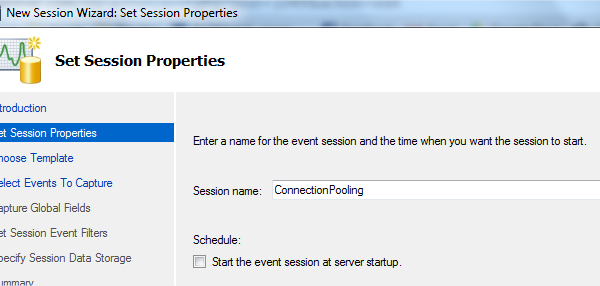 New Session Wizard: Set Session Properties
Set Session Properties
ntroduction
et Session Properties
Enter a name for the event session and the time when you want the session to start.
hoose Template
elect Events To Capture
Session name: ConnectionPooling
apture Global Fields
et Session Event Filters
Schedule:
pecify Session Data Storage
Start the event session at server startup.
ummary